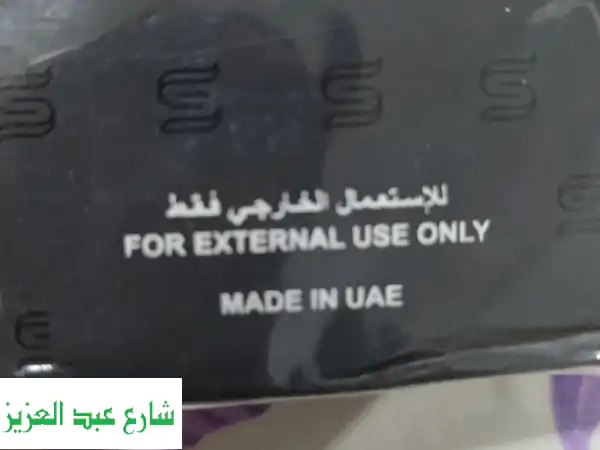 للإستعمال الخارجي فقط
FOR EXTERNAL USE ONLY
MADE IN UAE
شارع عبد العزيز